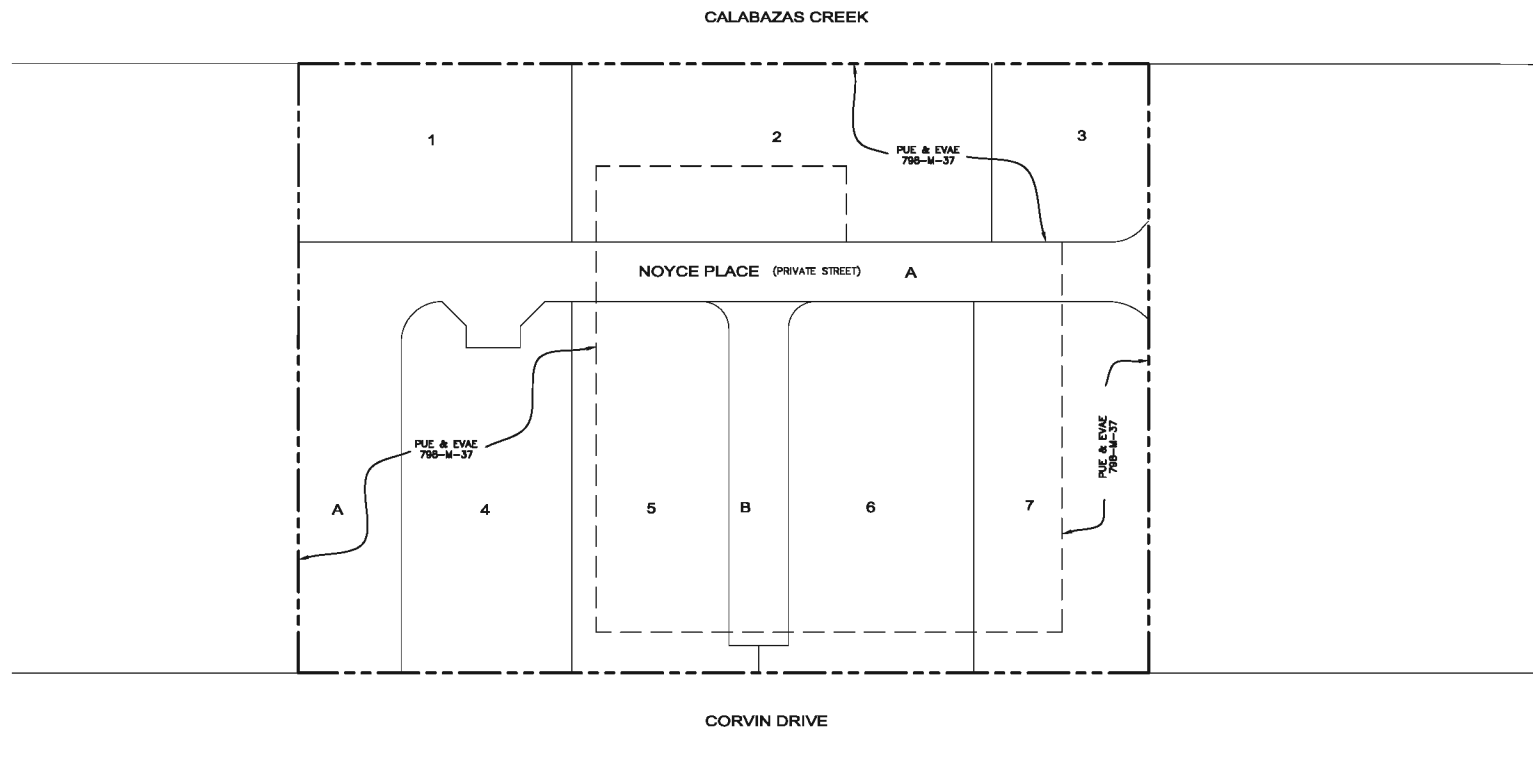 CALABAZAS CREEK
1
2
3
PUE & EVAE
798-M-37
NOYCE PLACE (PRIVATE STREET) A
PUE & EVAE
798-M-37
PUE & EVAE
798-M-37
A
4
5
B
6
7
CORVIN DRIVE